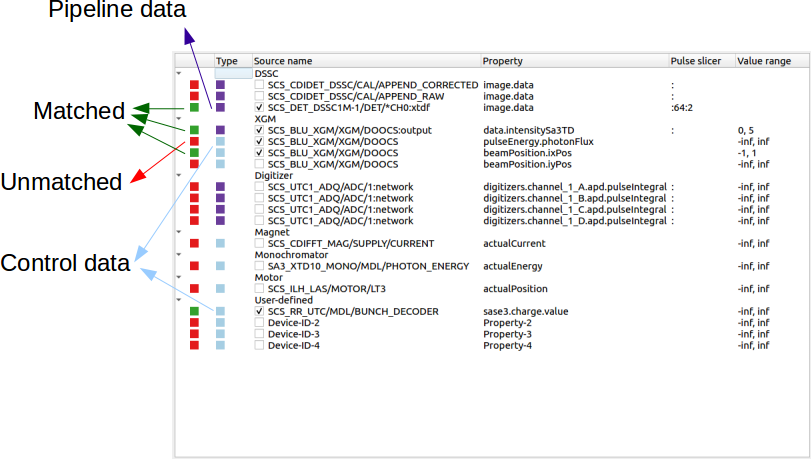 Pipeline data
Type Source name Property Pulse slicer Value range
DSSC
SCS_CDIDET_DSSC/CAL/APPEND_CORRECTED image.data :
SCS_CDIDET_DSSC/CAL/APPEND_RAW image.data :
Matched
SCS_DET_DSSC1M-1/DET/*CH0:xtdf image.data :64:2
XGM
SCS_BLU_XGM/XGM/DOOCS:output data.intensitySa3TD : 0, 5
SCS_BLU_XGM/XGM/DOOCS pulseEnergy.photonFlux -inf, inf
SCS_BLU_XGM/XGM/DOOCS beamPosition.ixPos -1, 1
SCS_BLU_XGM/XGM/DOOCS beamPosition.iyPos -inf, inf
Unmatched
Digitizer
SCS_UTC1_ADQ/ADC/1:network digitizers.channel_1_A.apd.pulseIntegral : -inf, inf
SCS_UTC1_ADQ/ADC/1:network digitizers.channel_1_B.apd.pulseIntegral : -inf, inf
SCS_UTC1_ADQ/ADC/1:network digitizers.channel_1_C.apd.pulseIntegral : -inf, inf
SCS_UTC1_ADQ/ADC/1:network digitizers.channel_1_D.apd.pulseIntegral : -inf, inf
Magnet
SCS_CDIFFT_MAG/SUPPLY/CURRENT actualCurrent -inf, inf
Monochromator
Control data
SA3_XTD10_MONO/MDL/PHOTON_ENERGY actualEnergy -inf, inf
Motor
SCS_ILH_LAS/MOTOR/LT3 actualPosition -inf, inf
User-defined
SCS_RR_UTC/MDL/BUNCH_DECODER sase3.charge.value -inf, inf
Device-ID-2 Property-2 -inf, inf
Device-ID-3 Property-3 -inf, inf
Device-ID-4 Property-4 -inf, inf